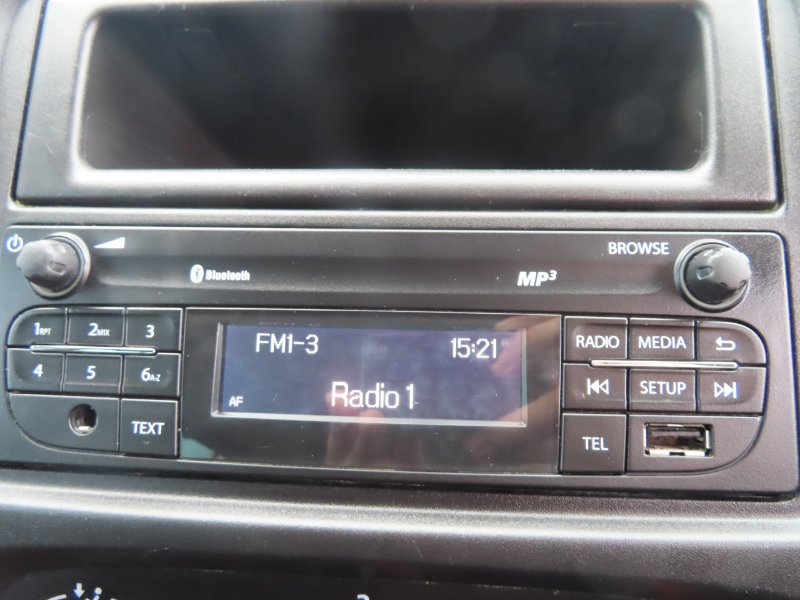 BROWSE
Bluetooth
MP3
1RPT 2MIX 3
4 5 6A-Z
TEXT
FM1-3 15:21
AF
Radio 1
RADIO MEDIA
SETUP
TEL